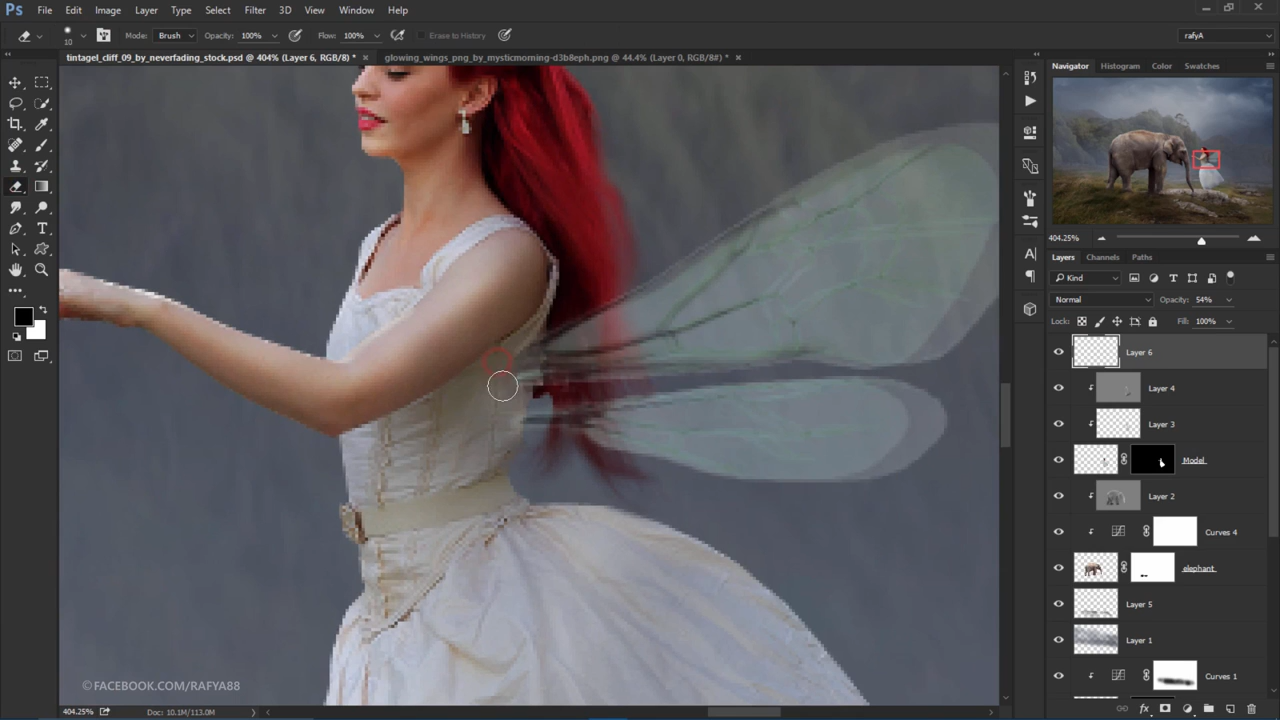 Ps File Edit Image Layer Type Select Filter 3D View Window Help
10 Mode: Brush Opacity: 100% Flow: 100% Erase to History rafyA
tintagel_cliff_09_by_neverfading_stock.psd @ 404% (Layer 6, RGB/8) * × glowing_wings_png_by_mysticmorning-d3b8eph.png @ 44.4% (Layer 0, RGB/8#) * ×
Navigator Histogram Color Swatches
404.25%
Layers Channels Paths
Kind
Normal Opacity: 54%
Lock: Fill: 100%
Layer 6
Layer 4
Layer 3
Model
Layer 2
Curves 4
elephant
Layer 5
Layer 1
Curves 1
©FACEBOOK.COM/RAFYA88
404.25% Doc: 10.1M/113.0M